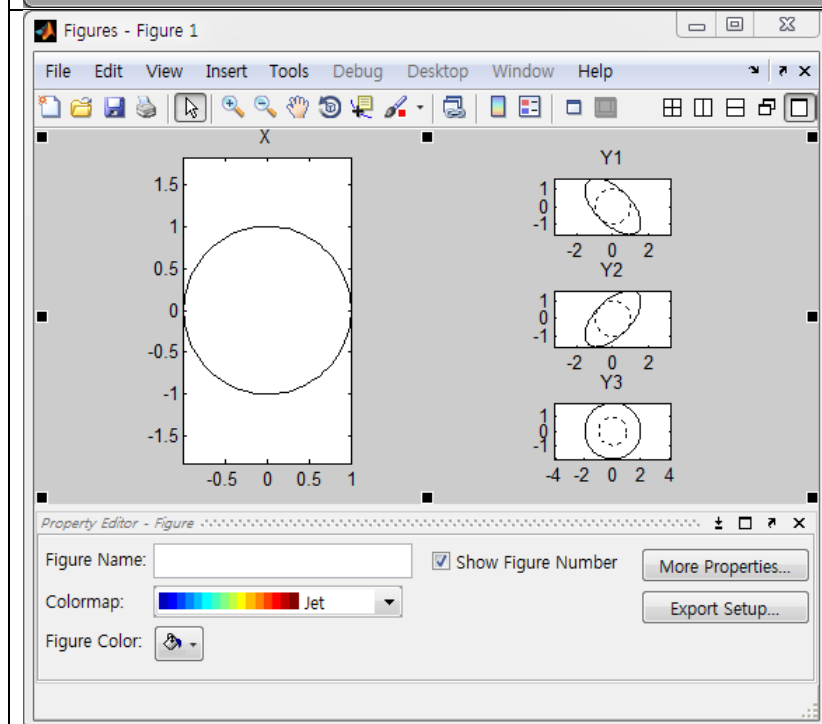 Figures - Figure 1
File Edit View Insert Tools Debug Desktop Window Help
X
1.5
1
0.5
0
-0.5
-1
-1.5
-0.5 0 0.5 1
Y1
1
0
-1
-2 0 2
Y2
1
0
-1
-2 0 2
Y3
1
0
-1
-4 -2 0 2 4
Property Editor - Figure
Figure Name:
Show Figure Number
More Properties...
Colormap:
Jet
Export Setup...
Figure Color: